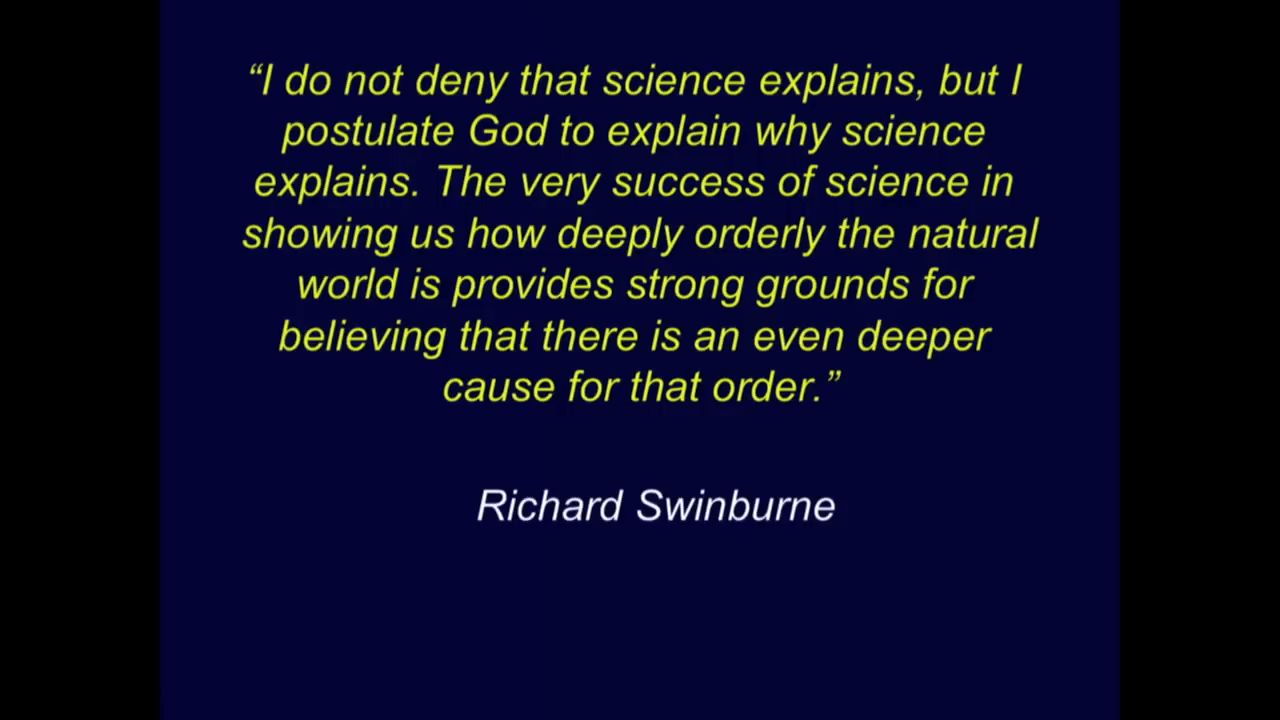 “I do not deny that science explains, but I
postulate God to explain why science
explains. The very success of science in
showing us how deeply orderly the natural
world is provides strong grounds for
believing that there is an even deeper
cause for that order.”
Richard Swinburne